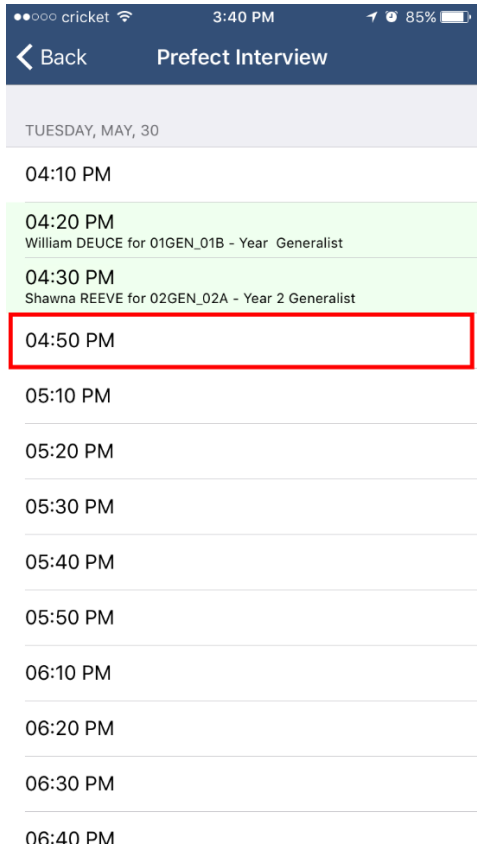 cricket 3:40 PM 85%
Back Prefect Interview
TUESDAY, MAY, 30
04:10 PM
04:20 PM
William DEUCE for 01GEN_01B - Year Generalist
04:30 PM
Shawna REEVE for 02GEN_02A - Year 2 Generalist
04:50 PM
05:10 PM
05:20 PM
05:30 PM
05:40 PM
05:50 PM
06:10 PM
06:20 PM
06:30 PM
06:40 PM